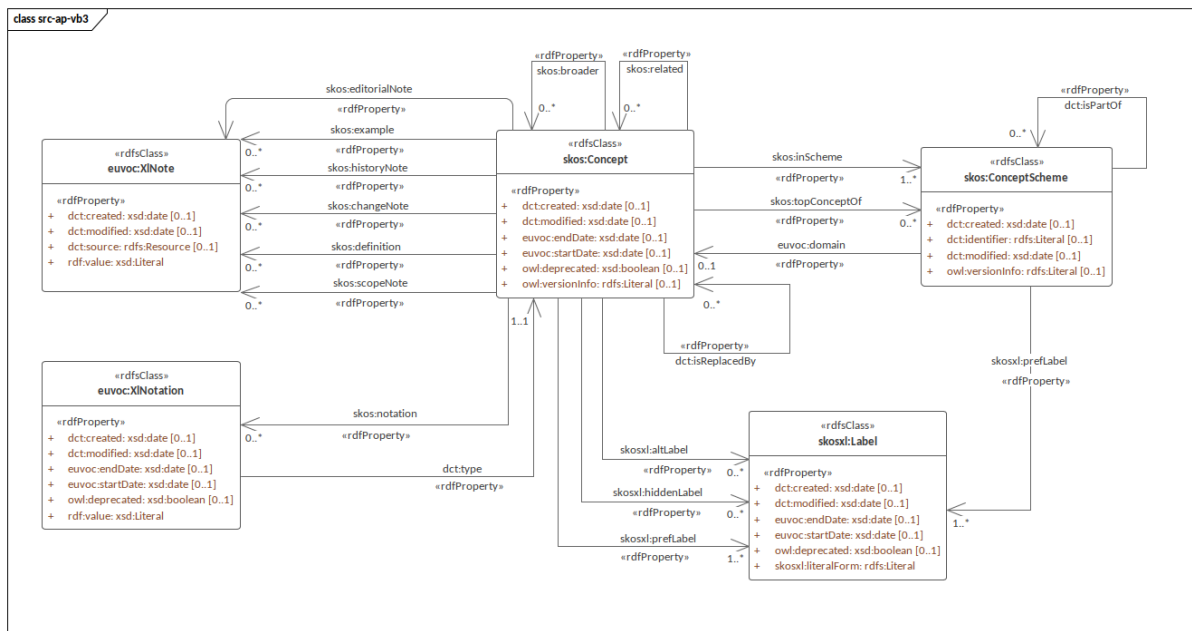 class src-ap-vb3
«rdfProperty»
skos:broader
0..*
«rdfProperty»
skos:related
0..*
«rdfProperty»
dct:isPartOf
0..*
skos:editorialNote
«rdfProperty»
0..*
skos:example
«rdfProperty»
0..*
skos:historyNote
«rdfProperty»
0..*
skos:changeNote
«rdfProperty»
0..*
skos:definition
«rdfProperty»
0..*
skos:scopeNote
«rdfProperty»
0..*
«rdfsClass»
euvoc:XlNote
«rdfProperty»
+ dct:created: xsd:date [0..1]
+ dct:modified: xsd:date [0..1]
+ dct:source: rdfs:Resource [0..1]
+ rdf:value: xsd:Literal
«rdfsClass»
skos:Concept
«rdfProperty»
+ dct:created: xsd:date [0..1]
+ dct:modified: xsd:date [0..1]
+ euvoc:endDate: xsd:date [0..1]
+ euvoc:startDate: xsd:date [0..1]
+ owl:deprecated: xsd:boolean [0..1]
+ owl:versionInfo: rdfs:Literal [0..1]
skos:inScheme
«rdfProperty»
1..*
skos:topConceptOf
«rdfProperty»
0..*
euvoc:domain
0..1
«rdfProperty»
«rdfsClass»
skos:ConceptScheme
«rdfProperty»
+ dct:created: xsd:date [0..1]
+ dct:identifier: rdfs:Literal [0..1]
+ dct:modified: xsd:date [0..1]
+ owl:versionInfo: rdfs:Literal [0..1]
0..*
«rdfProperty»
dct:isReplacedBy
1..1
skosxl:prefLabel
«rdfProperty»
1..*
«rdfsClass»
euvoc:XlNotation
«rdfProperty»
+ dct:created: xsd:date [0..1]
+ dct:modified: xsd:date [0..1]
+ euvoc:endDate: xsd:date [0..1]
+ euvoc:startDate: xsd:date [0..1]
+ owl:deprecated: xsd:boolean [0..1]
+ rdf:value: xsd:Literal
skos:notation
0..*
«rdfProperty»
dct:type
«rdfProperty»
skosxl:altLabel
«rdfProperty»
0..*
skosxl:hiddenLabel
«rdfProperty»
0..*
skosxl:prefLabel
«rdfProperty»
1..*
«rdfsClass»
skosxl:Label
«rdfProperty»
+ dct:created: xsd:date [0..1]
+ dct:modified: xsd:date [0..1]
+ euvoc:endDate: xsd:date [0..1]
+ euvoc:startDate: xsd:date [0..1]
+ owl:deprecated: xsd:boolean [0..1]
+ skosxl:literalForm: rdfs:Literal